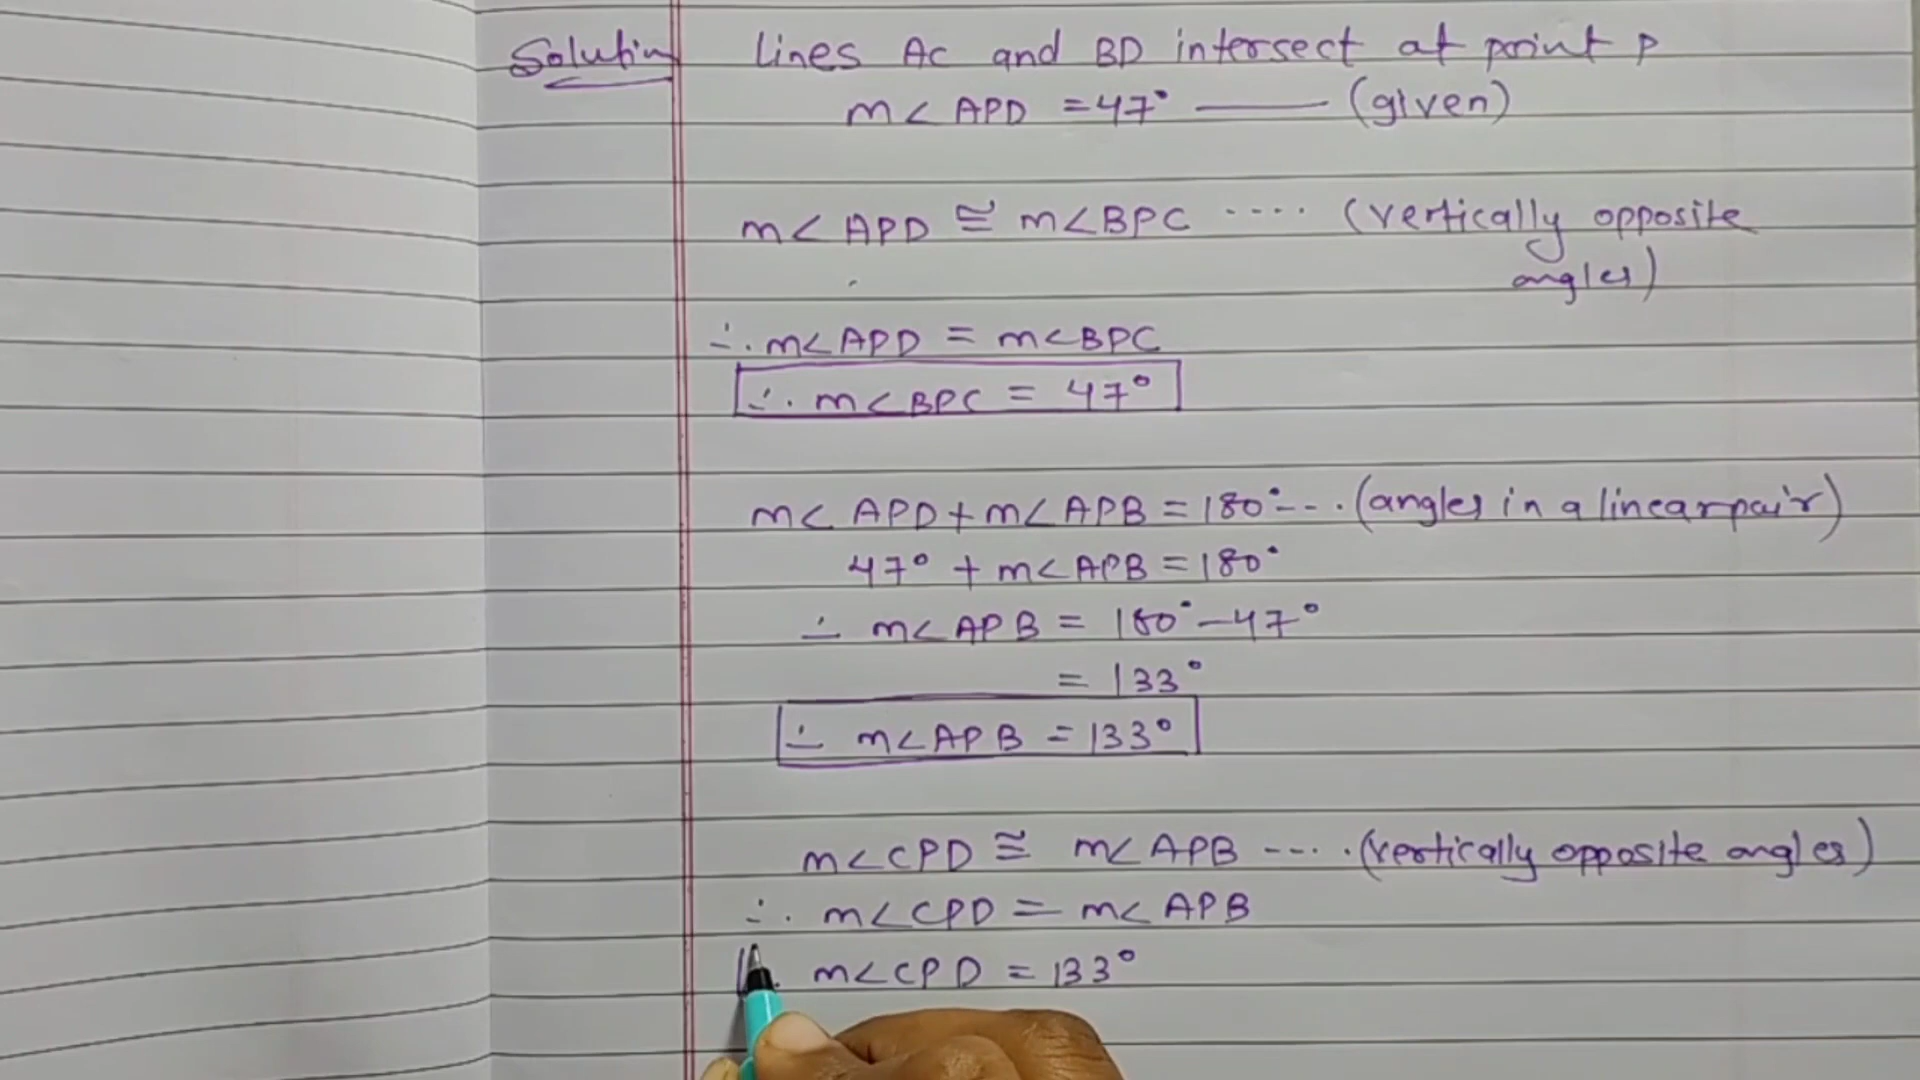 Solution lines AC and BD intersect at point P
m∠APD = 47° —— (given)
m∠APD ≅ m∠BPC .... (vertically opposite
angles)
∴ m∠APD = m∠BPC
∴ m∠BPC = 47°
m∠APD + m∠APB = 180° ... (angles in a linear pair)
47° + m∠APB = 180°
∴ m∠APB = 180° - 47°
= 133°
∴ m∠APB = 133°
m∠CPD ≅ m∠APB .... (vertically opposite angles)
∴ m∠CPD = m∠APB
m∠CPD = 133°